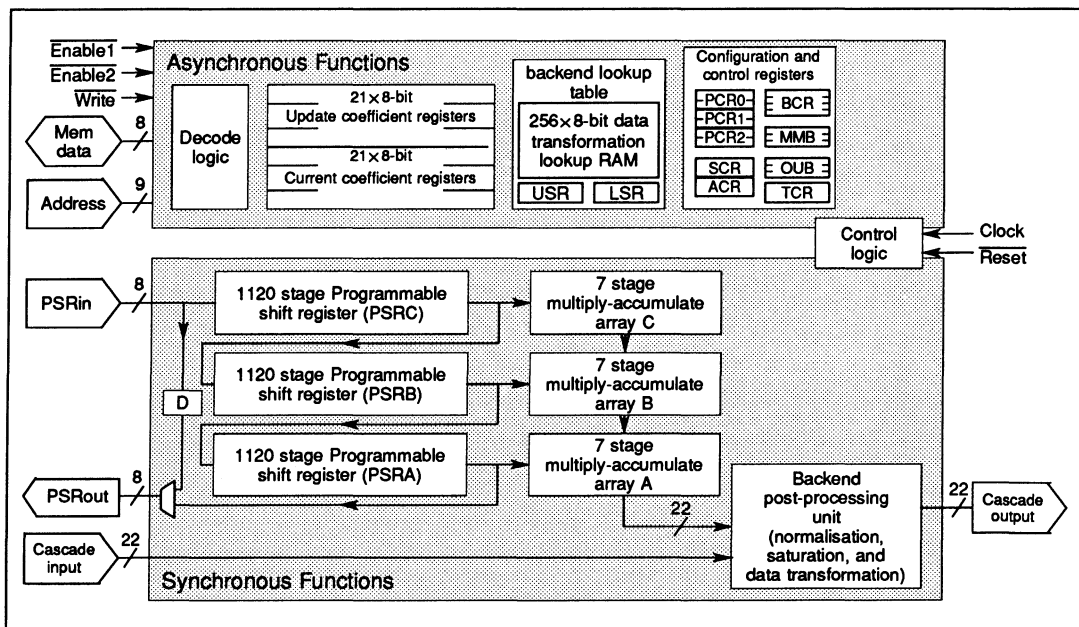 Enable1
Enable2
Write
Mem
data
8
Address
9
Asynchronous Functions
Decode
logic
21×8-bit
Update coefficient registers
21×8-bit
Current coefficient registers
backend lookup
table
256×8-bit data
transformation
lookup RAM
USR
LSR
Configuration and
control registers
PCR0
PCR1
PCR2
SCR
ACR
BCR
MMB
OUB
TCR
Control
logic
Clock
Reset
PSRin
8
1120 stage Programmable
shift register (PSRC)
7 stage
multiply-accumulate
array C
1120 stage Programmable
shift register (PSRB)
7 stage
multiply-accumulate
array B
D
1120 stage Programmable
shift register (PSRA)
7 stage
multiply-accumulate
array A
PSRout
8
22
Backend
post-processing
unit
(normalisation,
saturation, and
data transformation)
22
Cascade
output
Cascade
input
22
Synchronous Functions